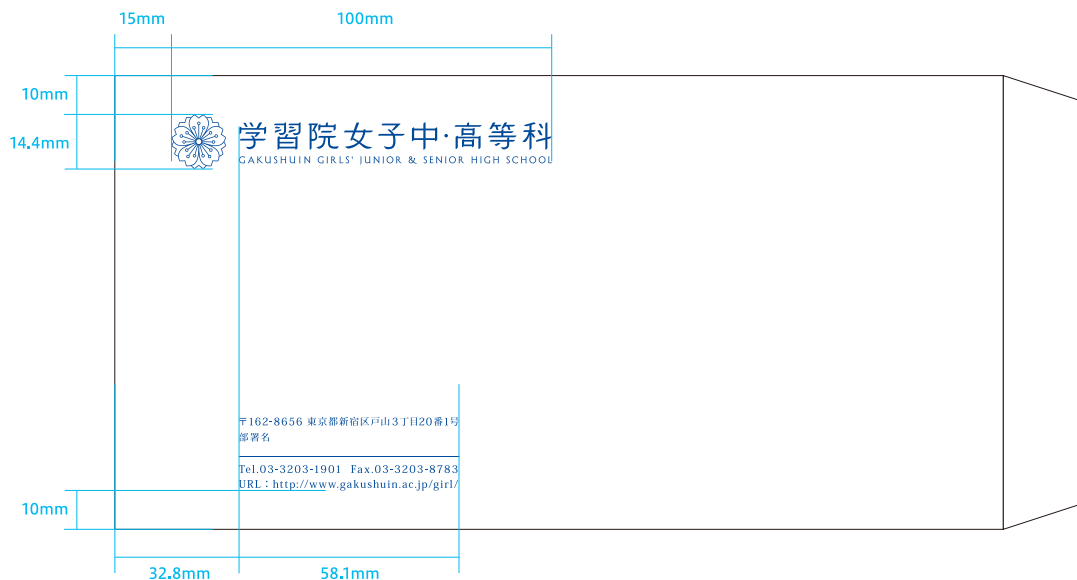 15mm
100mm
10mm
14.4mm
学習院女子中·高等科
GAKUSHUIN GIRLS' JUNIOR & SENIOR HIGH SCHOOL
〒162-8656 東京都新宿区戸山3丁目20番1号
部署名
Tel.03-3203-1901 Fax.03-3203-8783
URL：http://www.gakushuin.ac.jp/girl/
10mm
32.8mm
58.1mm